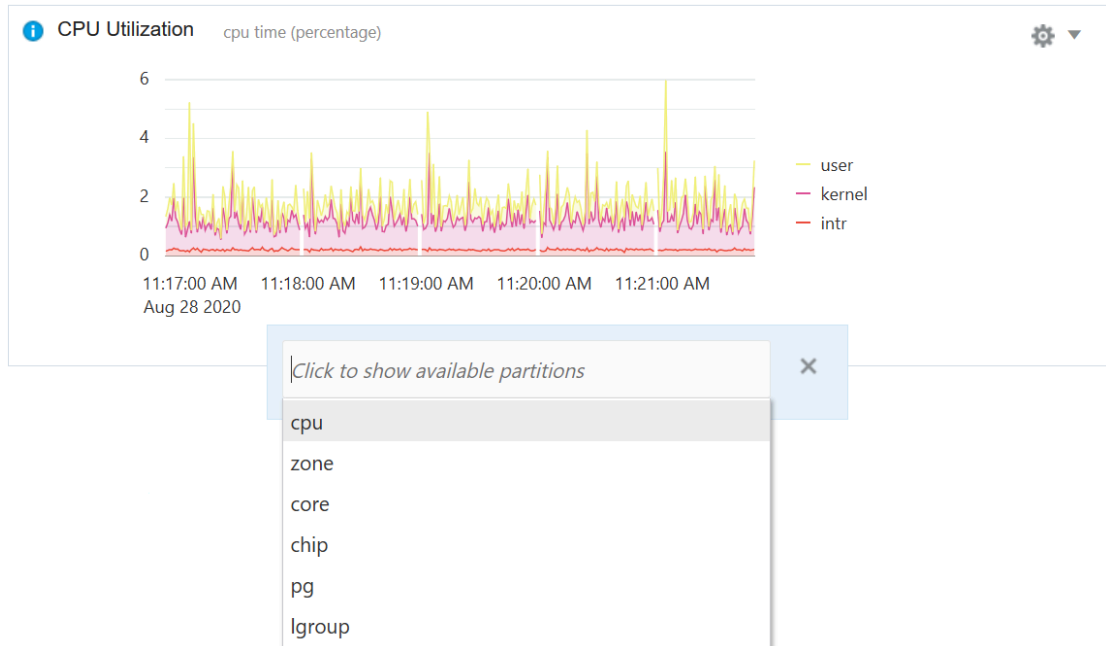 CPU Utilization cpu time (percentage)
6
4
2
0
user
kernel
intr
11:17:00 AM 11:18:00 AM 11:19:00 AM 11:20:00 AM 11:21:00 AM
Aug 28 2020
Click to show available partitions
cpu
zone
core
chip
pg
lgroup